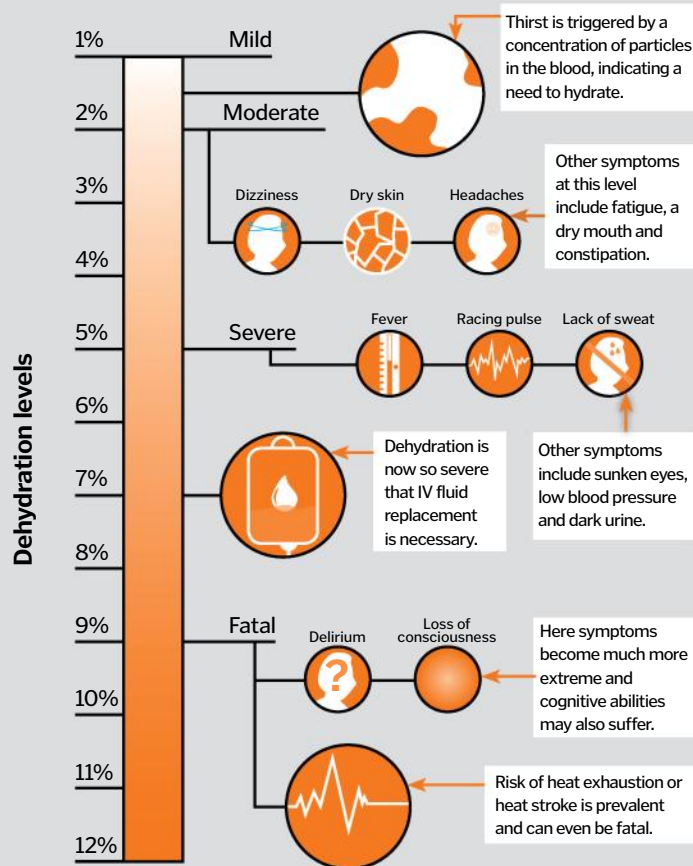 1%
Mild
Thirst is triggered by a
concentration of particles
in the blood, indicating a
need to hydrate.
2%
Moderate
3%
Dizziness
Dry skin
Headaches
Other symptoms
at this level
include fatigue, a
dry mouth and
constipation.
4%
5%
Severe
Fever
Racing pulse
Lack of sweat
Other symptoms
include sunken eyes,
low blood pressure
and dark urine.
Dehydration levels
6%
7%
Dehydration is
now so severe
that IV fluid
replacement
is necessary.
8%
9%
Fatal
Delirium
?
Loss of
consciousness
Here symptoms
become much more
extreme and
cognitive abilities
may also suffer.
10%
11%
Risk of heat exhaustion or
heat stroke is prevalent
and can even be fatal.
12%